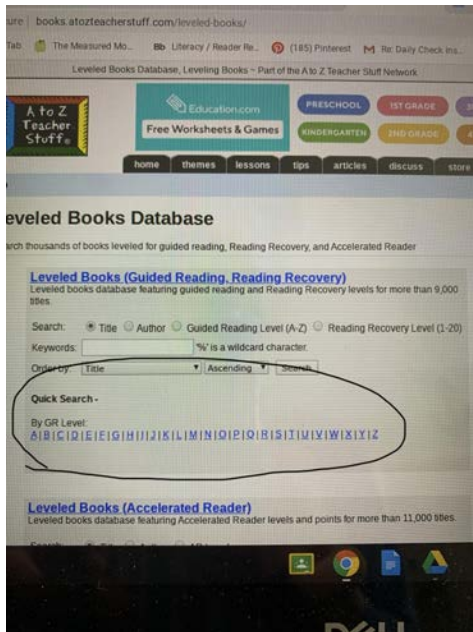 ure | books.atozteacherstuff.com/leveled-books/
Tab The Measured Mo... Bb Literacy / Reader Re... (185) Pinterest M Re: Daily Check ins..
Leveled Books Database, Leveling Books ~ Part of the A to Z Teacher Stuff Network
A to Z
Teacher
Stuff
Education.com
Free Worksheets & Games
PRESCHOOL 1ST GRADE
KINDERGARTEN 2ND GRADE
home themes lessons tips articles discuss store
eveled Books Database
arch thousands of books leveled for guided reading, Reading Recovery, and Accelerated Reader
Leveled Books (Guided Reading, Reading Recovery)
Leveled books database featuring guided reading and Reading Recovery levels for more than 9,000
titles.
Search: Title Author Guided Reading Level (A-Z) Reading Recovery Level (1-20)
Keywords: '%' is a wildcard character.
Order by: Title Ascending Search
Quick Search -
By GR Level:
A|B|C|D|E|F|G|H|I|J|K|L|M|N|O|P|Q|R|S|T|U|V|W|X|Y|Z
Leveled Books (Accelerated Reader)
Leveled books database featuring Accelerated Reader levels and points for more than 11,000 titles.
DELL